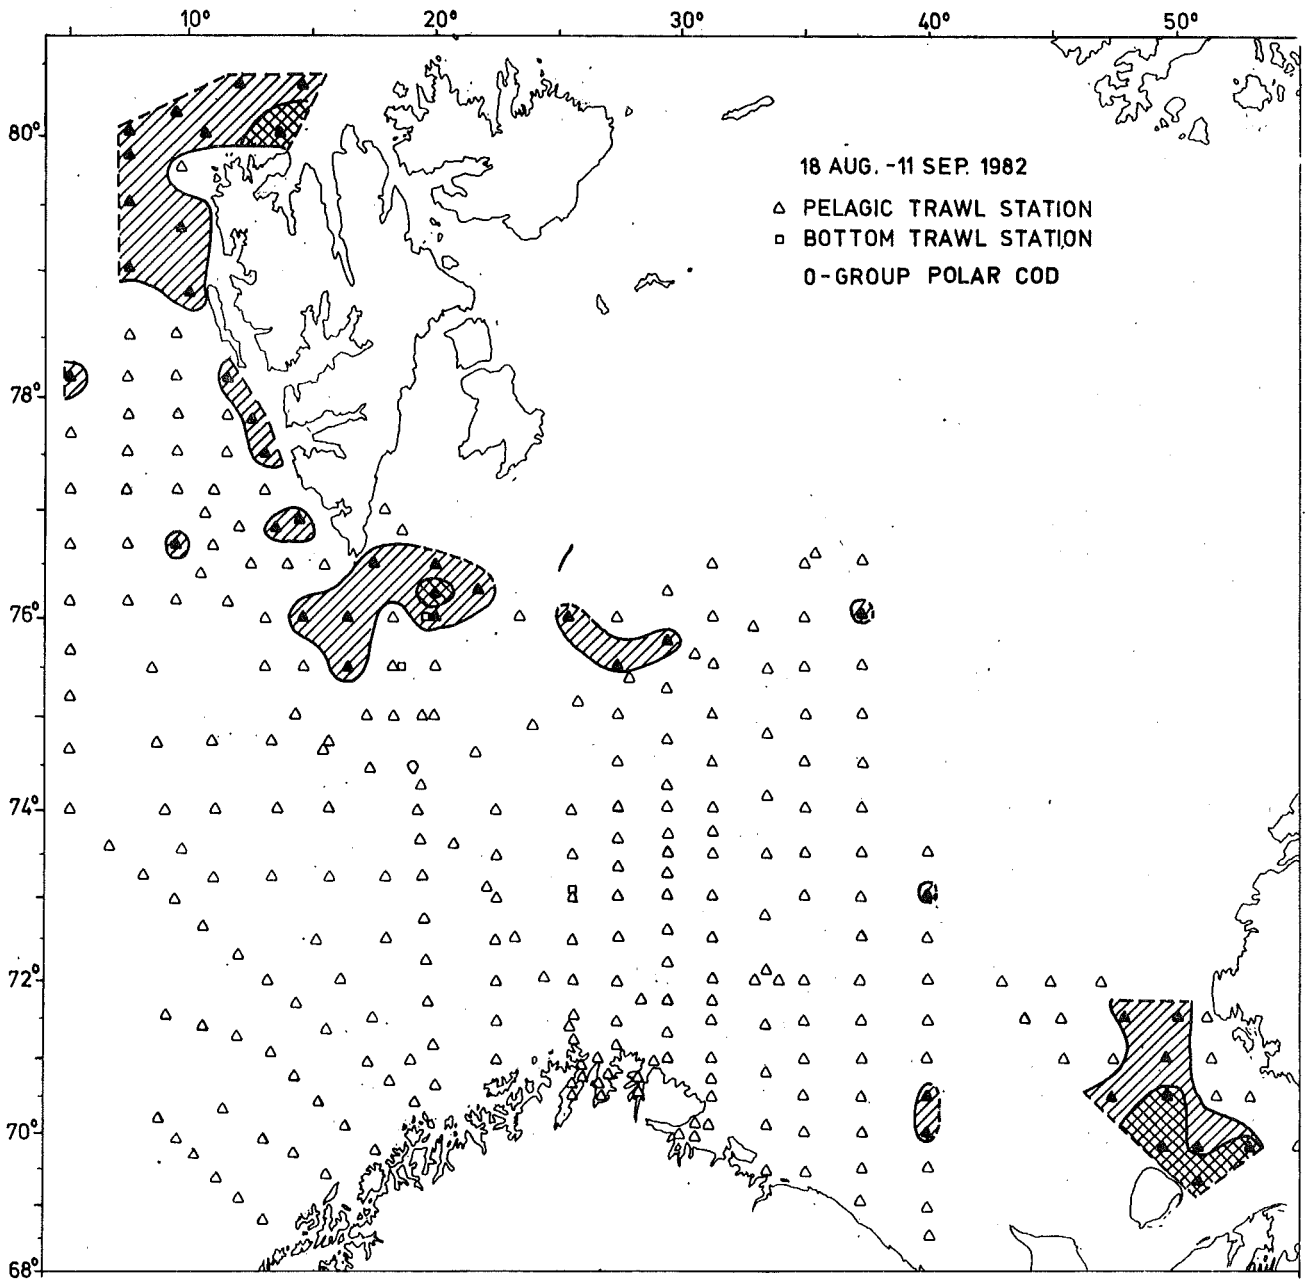 10° 20° 30° 40° 50°
80°
18 AUG. - 11 SEP. 1982
PELAGIC TRAWL STATION
BOTTOM TRAWL STATION
0-GROUP POLAR COD
78°
76°
74°
72°
70°
68°